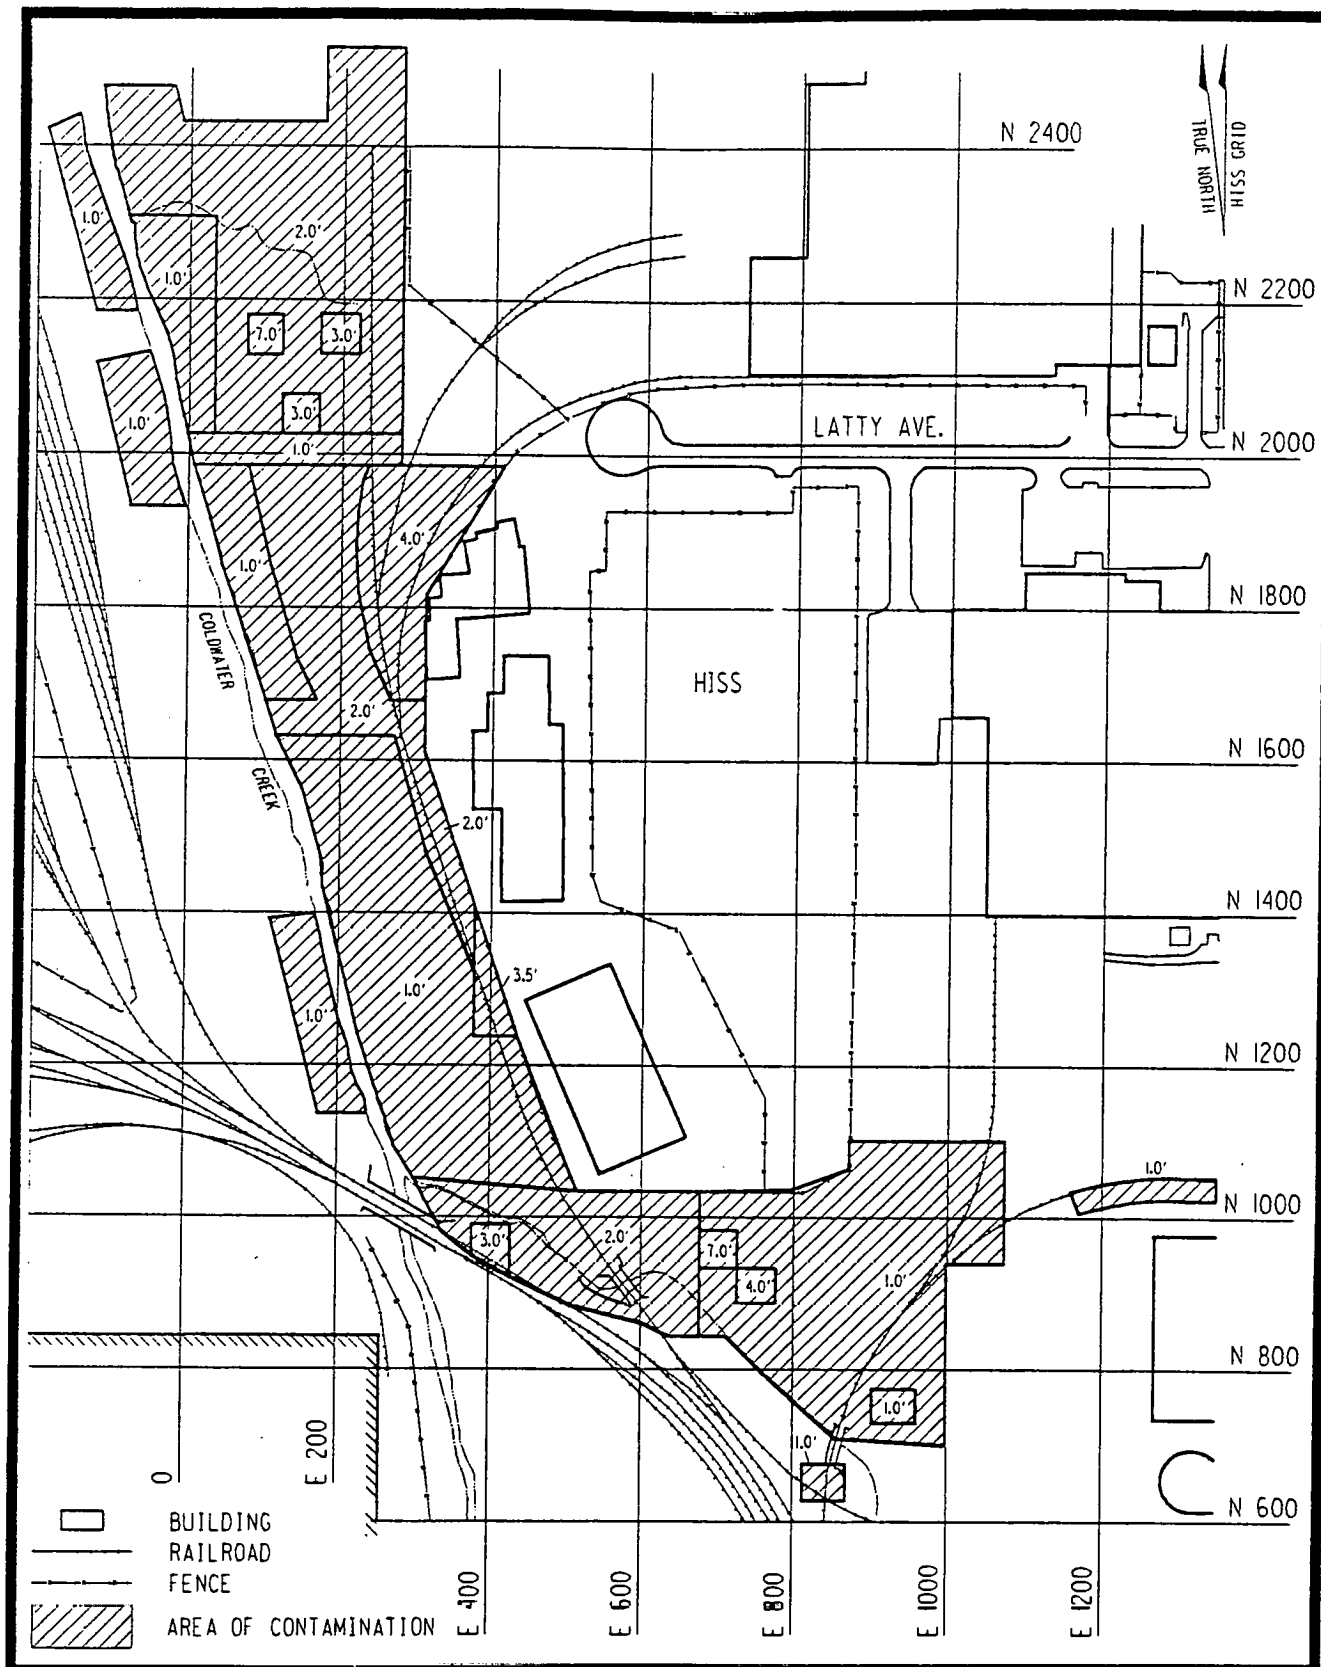 N 2400
TRUE NORTH
HISS GRID
1.0'
2.0'
1.0'
N 2200
7.0'
3.0'
3.0'
1.0'
LATTY AVE.
N 2000
1.0'
4.0'
1.0'
N 1800
COLDWATER
HISS
2.0'
N 1600
CREEK
2.0'
N 1400
3.5'
1.0'
1.0'
N 1200
1.0'
N 1000
3.0'
2.0'
7.0'
4.0'
1.0'
N 800
1.0'
1.0'
0
E 200
N 600
BUILDING
RAILROAD
FENCE
AREA OF CONTAMINATION
E 400
E 600
E 800
E 1000
E 1200